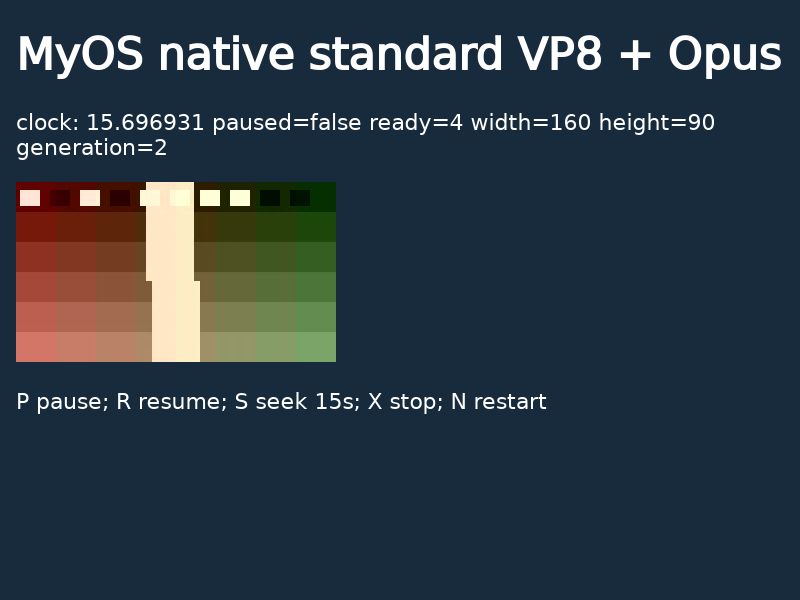 MyOS native standard VP8 + Opus
clock: 15.696931 paused=false ready=4 width=160 height=90
generation=2
P pause; R resume; S seek 15s; X stop; N restart